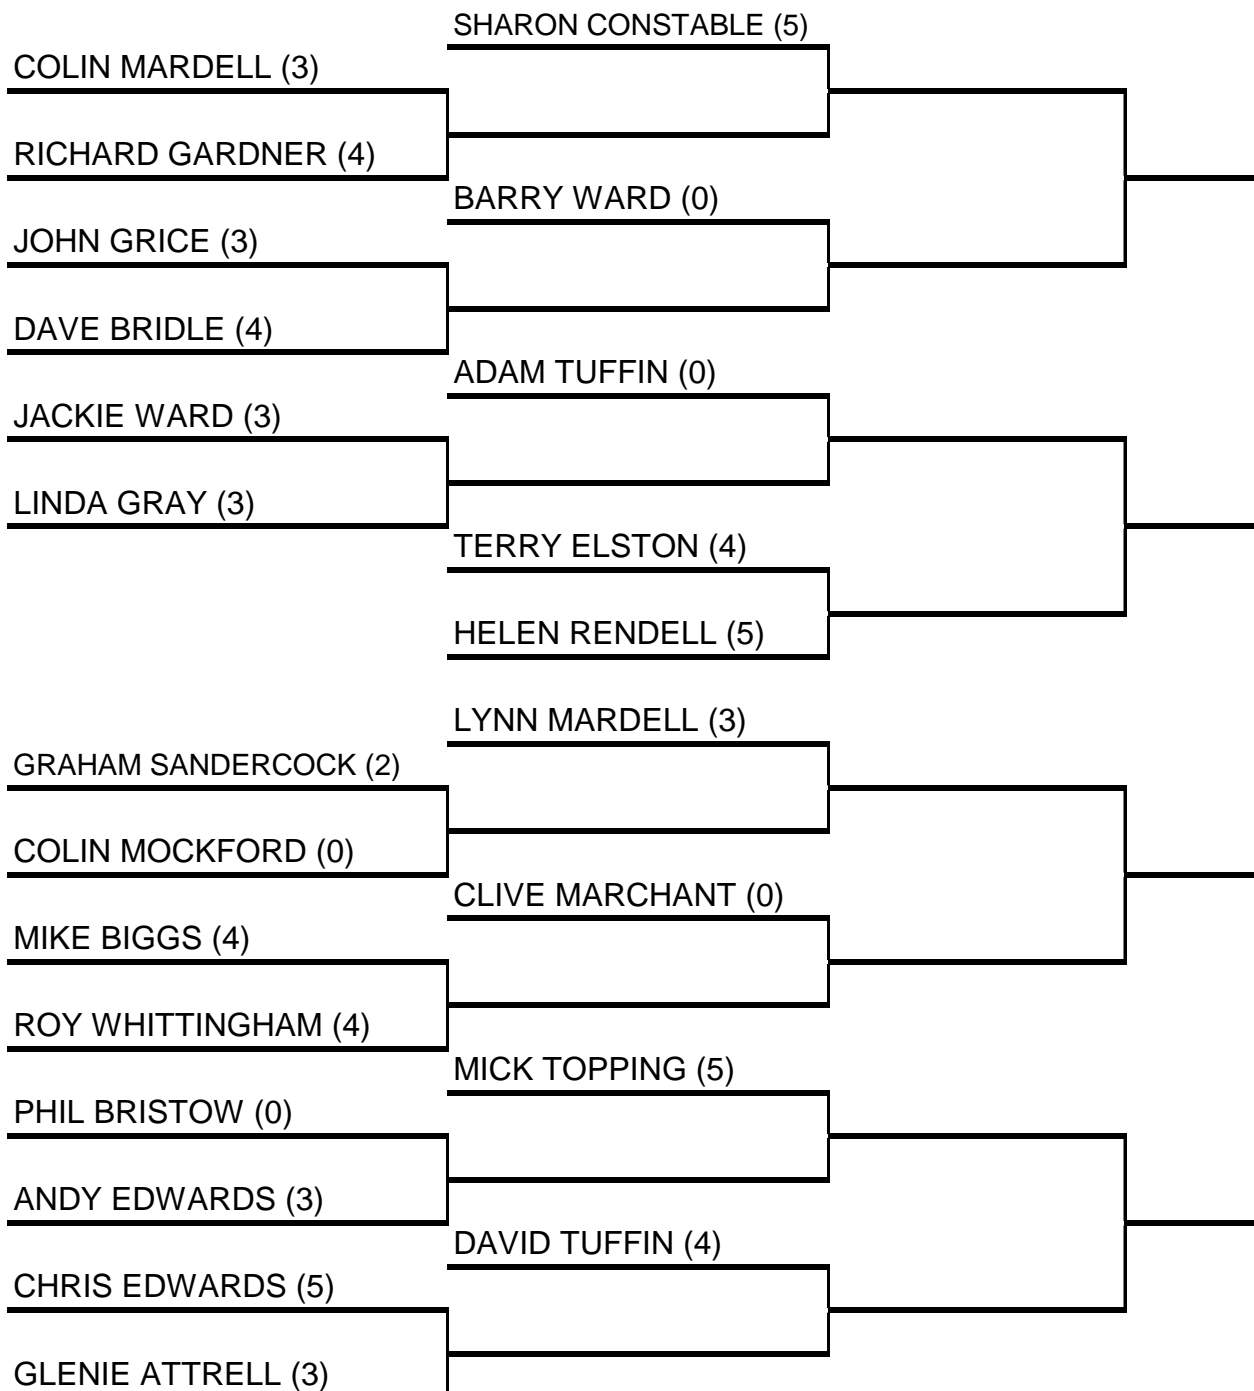 SHARON CONSTABLE (5)
COLIN MARDELL (3)
RICHARD GARDNER (4)
BARRY WARD (0)
JOHN GRICE (3)
DAVE BRIDLE (4)
ADAM TUFFIN (0)
JACKIE WARD (3)
LINDA GRAY (3)
TERRY ELSTON (4)
HELEN RENDELL (5)
LYNN MARDELL (3)
GRAHAM SANDERCOCK (2)
COLIN MOCKFORD (0)
CLIVE MARCHANT (0)
MIKE BIGGS (4)
ROY WHITTINGHAM (4)
MICK TOPPING (5)
PHIL BRISTOW (0)
ANDY EDWARDS (3)
DAVID TUFFIN (4)
CHRIS EDWARDS (5)
GLENIE ATTRELL (3)